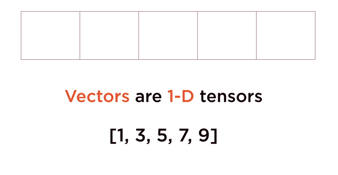 Vectors are 1-D tensors
[1, 3, 5, 7, 9]